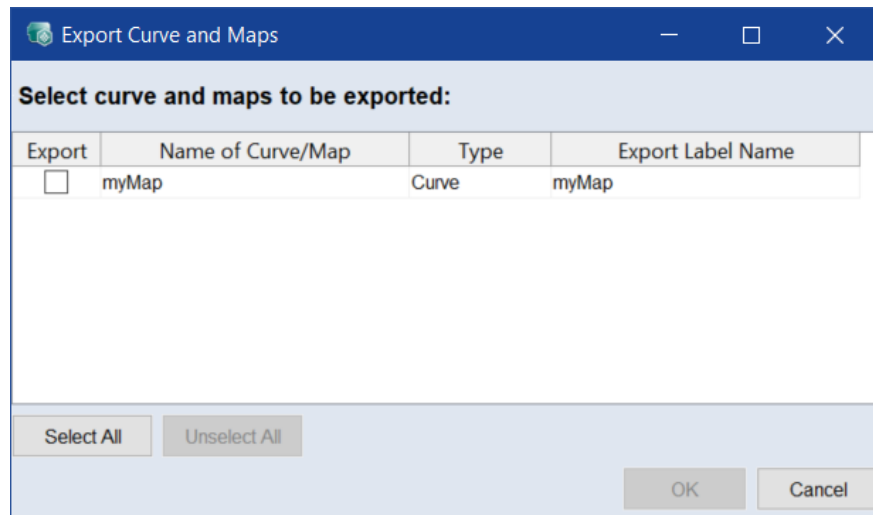 Export Curve and Maps
Select curve and maps to be exported:
Export Name of Curve/Map Type Export Label Name
myMap Curve myMap
Select All Unselect All
OK Cancel